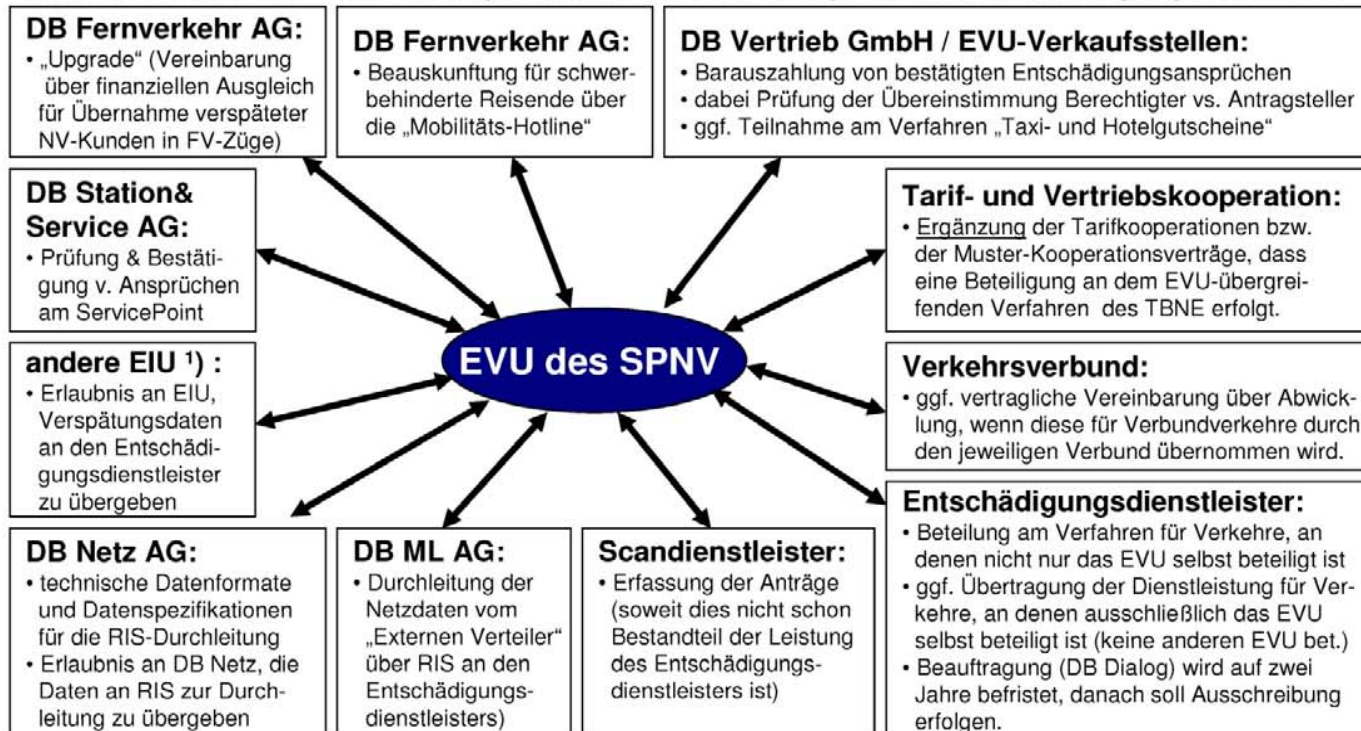 DB Fernverkehr AG:
• „Upgrade“ (Vereinbarung
über finanziellen Ausgleich
für Übernahme verspäteter
NV-Kunden in FV-Züge)
DB Fernverkehr AG:
• Beauskunftung für schwer-
behinderte Reisende über
die „Mobilitäts-Hotline“
DB Vertrieb GmbH / EVU-Verkaufsstellen:
• Barauszahlung von bestätigten Entschädigungsansprüchen
• dabei Prüfung der Übereinstimmung Berechtigter vs. Antragsteller
• ggf. Teilnahme am Verfahren „Taxi- und Hotelgutscheine“
DB Station&
Service AG:
• Prüfung & Bestäti-
gung v. Ansprüchen
am ServicePoint
Tarif- und Vertriebskooperation:
• Ergänzung der Tarifkooperationen bzw.
der Muster-Kooperationsverträge, dass
eine Beteiligung an dem EVU-übergrei-
fenden Verfahren des TBNE erfolgt.
EVU des SPNV
andere EIU ¹) :
• Erlaubnis an EIU,
Verspätungsdaten
an den Entschädi-
gungsdienstleister
zu übergeben
Verkehrsverbund:
• ggf. vertragliche Vereinbarung über Abwick-
lung, wenn diese für Verbundverkehre durch
den jeweiligen Verbund übernommen wird.
DB Netz AG:
• technische Datenformate
und Datenspezifikationen
für die RIS-Durchleitung
• Erlaubnis an DB Netz, die
Daten an RIS zur Durch-
leitung zu übergeben
DB ML AG:
• Durchleitung der
Netzdaten vom
„Externen Verteiler“
über RIS an den
Entschädigungs-
dienstleisters)
Scandienstleister:
• Erfassung der Anträge
(soweit dies nicht schon
Bestandteil der Leistung
des Entschädigungs-
dienstleisters ist)
Entschädigungsdienstleister:
• Beteilung am Verfahren für Verkehre, an
denen nicht nur das EVU selbst beteiligt ist
• ggf. Übertragung der Dienstleistung für Ver-
kehre, an denen ausschließlich das EVU
selbst beteiligt ist (keine anderen EVU bet.)
• Beauftragung (DB Dialog) wird auf zwei
Jahre befristet, danach soll Ausschreibung
erfolgen.